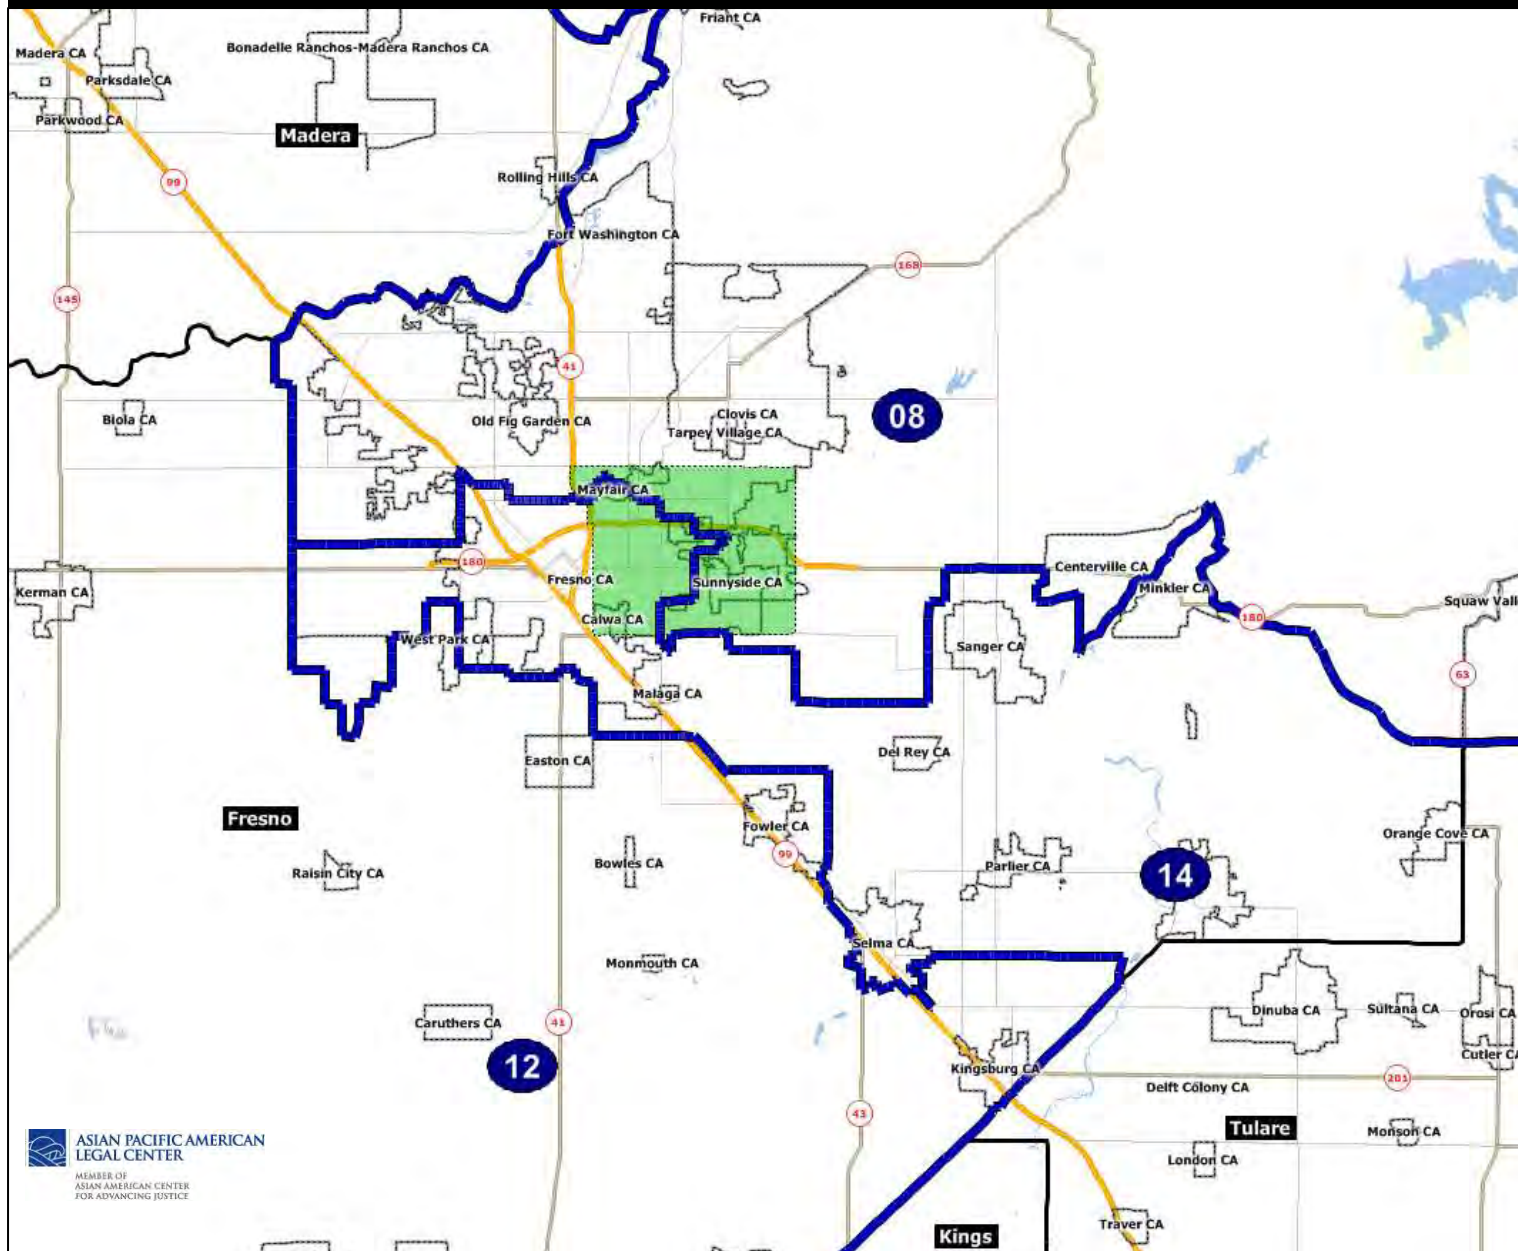 Friant CA
Madera CA
Bonadelle Ranchos-Madera Ranchos CA
Parksdale CA
Parkwood CA
Madera
Rolling Hills CA
99
Fort Washington CA
168
145
41
08
Biola CA
Old Fig Garden CA
Clovis CA
Tarpey Village CA
Mayfair CA
180
Centerville CA
Kerman CA
Fresno CA
Sunnyside CA
Minkler CA
Squaw Vall
Calwa CA
180
West Park CA
Sanger CA
63
Malaga CA
Del Rey CA
Easton CA
Fresno
Fowler CA
Orange Cove CA
99
Raisin City CA
Bowles CA
Parlier CA
14
Selma CA
Monmouth CA
Caruthers CA
41
Dinuba CA
Sultana CA
Orosi CA
12
Kingsburg CA
Cutler CA
201
Delft Colony CA
43
Tulare
Monson CA
London CA
ASIAN PACIFIC AMERICAN
LEGAL CENTER
MEMBER OF
ASIAN AMERICAN CENTER
FOR ADVANCING JUSTICE
Traver CA
Kings